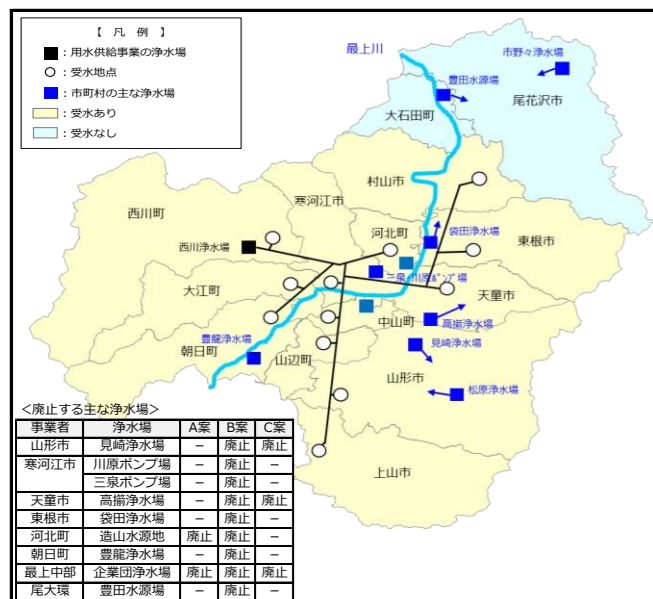 【 凡 例 】
：用水供給事業の浄水場
：受水地点
：市町村の主な浄水場
：受水あり
：受水なし
最上川
市野々浄水場
豊田水源場
尾花沢市
大石田町
村山市
寒河江市
西川町
河北町
袋田浄水場
東根市
西川浄水場
三泉・川原ﾎﾟﾝﾌﾟ場
大江町
天童市
中山町
高擶浄水場
豊龍浄水場
見崎浄水場
朝日町
山辺町
山形市
松原浄水場
上山市
＜廃止する主な浄水場＞
事業者 浄水場 A案 B案 C案
山形市 見崎浄水場 － 廃止 廃止
寒河江市 川原ポンプ場 － 廃止 －
三泉ポンプ場 － 廃止 －
天童市 高擶浄水場 － 廃止 廃止
東根市 袋田浄水場 － 廃止 －
河北町 造山水源地 廃止 廃止 －
朝日町 豊龍浄水場 － 廃止 －
最上中部 企業団浄水場 廃止 廃止 廃止
尾大環 豊田水源場 － 廃止 －